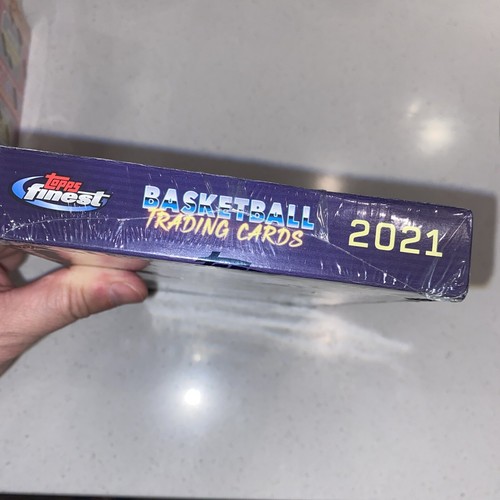 Topps
finest
BASKETBALL
TRADING CARDS
2021